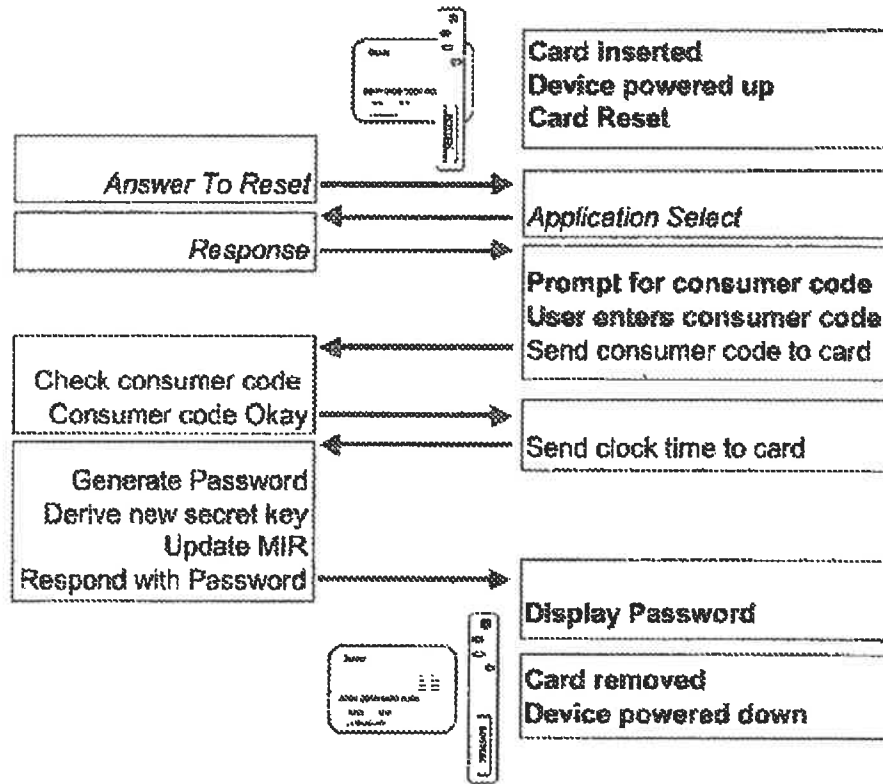 Card inserted
Device powered up
Card Reset
Answer To Reset
Application Select
Response
Prompt for consumer code
User enters consumer code
Send consumer code to card
Check consumer code
Consumer code Okay
Send clock time to card
Generate Password
Derive new secret key
Update MIR
Respond with Password
Display Password
Card removed
Device powered down